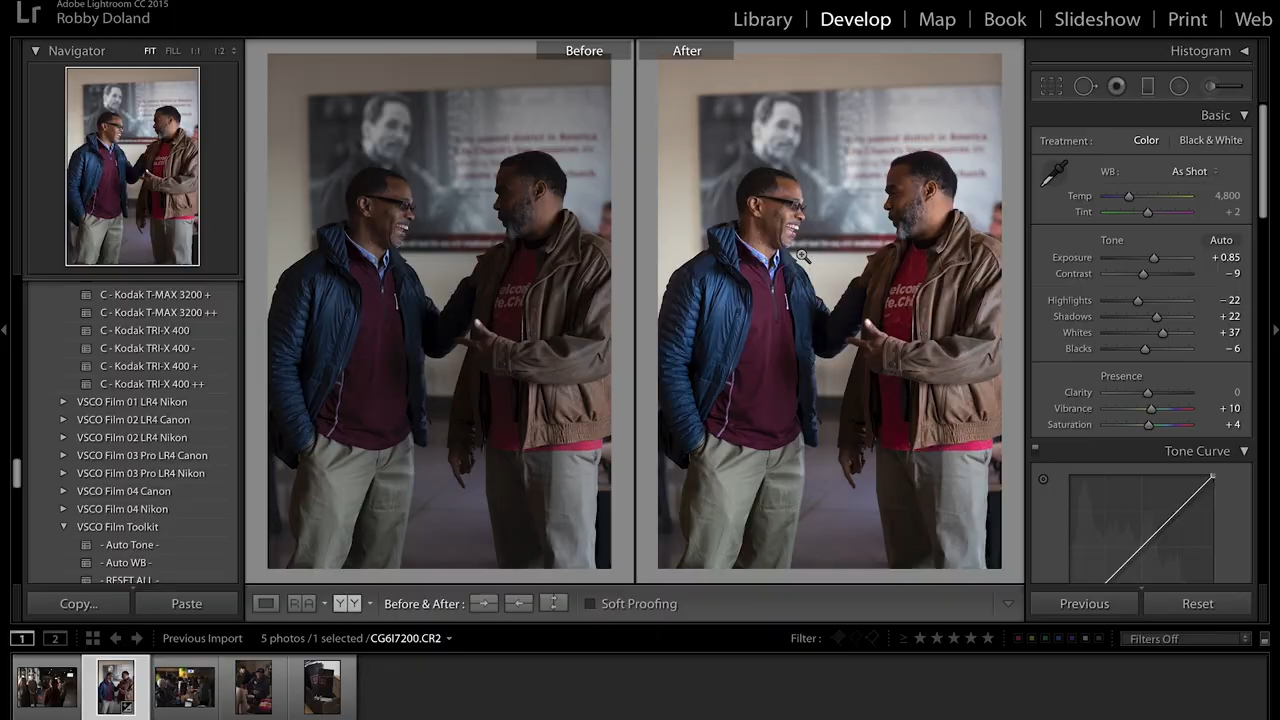 Lr
Adobe Lightroom CC 2015
Robby Doland
Library | Develop | Map | Book | Slideshow | Print | Web
Navigator FIT FILL 1:1 1:2
Before After
Histogram
Basic
Treatment : Color Black & White
WB : As Shot
Temp 4,800
Tint + 2
Tone Auto
Exposure + 0.85
Contrast − 9
Highlights − 22
Shadows + 22
Whites + 37
Blacks − 6
Presence
Clarity 0
Vibrance + 10
Saturation + 4
Tone Curve
C - Kodak T-MAX 3200 +
C - Kodak T-MAX 3200 ++
C - Kodak TRI-X 400
C - Kodak TRI-X 400 -
C - Kodak TRI-X 400 +
C - Kodak TRI-X 400 ++
VSCO Film 01 LR4 Nikon
VSCO Film 02 LR4 Canon
VSCO Film 02 LR4 Nikon
VSCO Film 03 Pro LR4 Canon
VSCO Film 03 Pro LR4 Nikon
VSCO Film 04 Canon
VSCO Film 04 Nikon
VSCO Film Toolkit
- Auto Tone -
- Auto WB -
- RESET ALL -
district in America
Copy... Paste
R A Y Y Before & After : Soft Proofing
Previous Reset
1 2 Previous Import 5 photos / 1 selected / CG6I7200.CR2 Filter : Filters Off